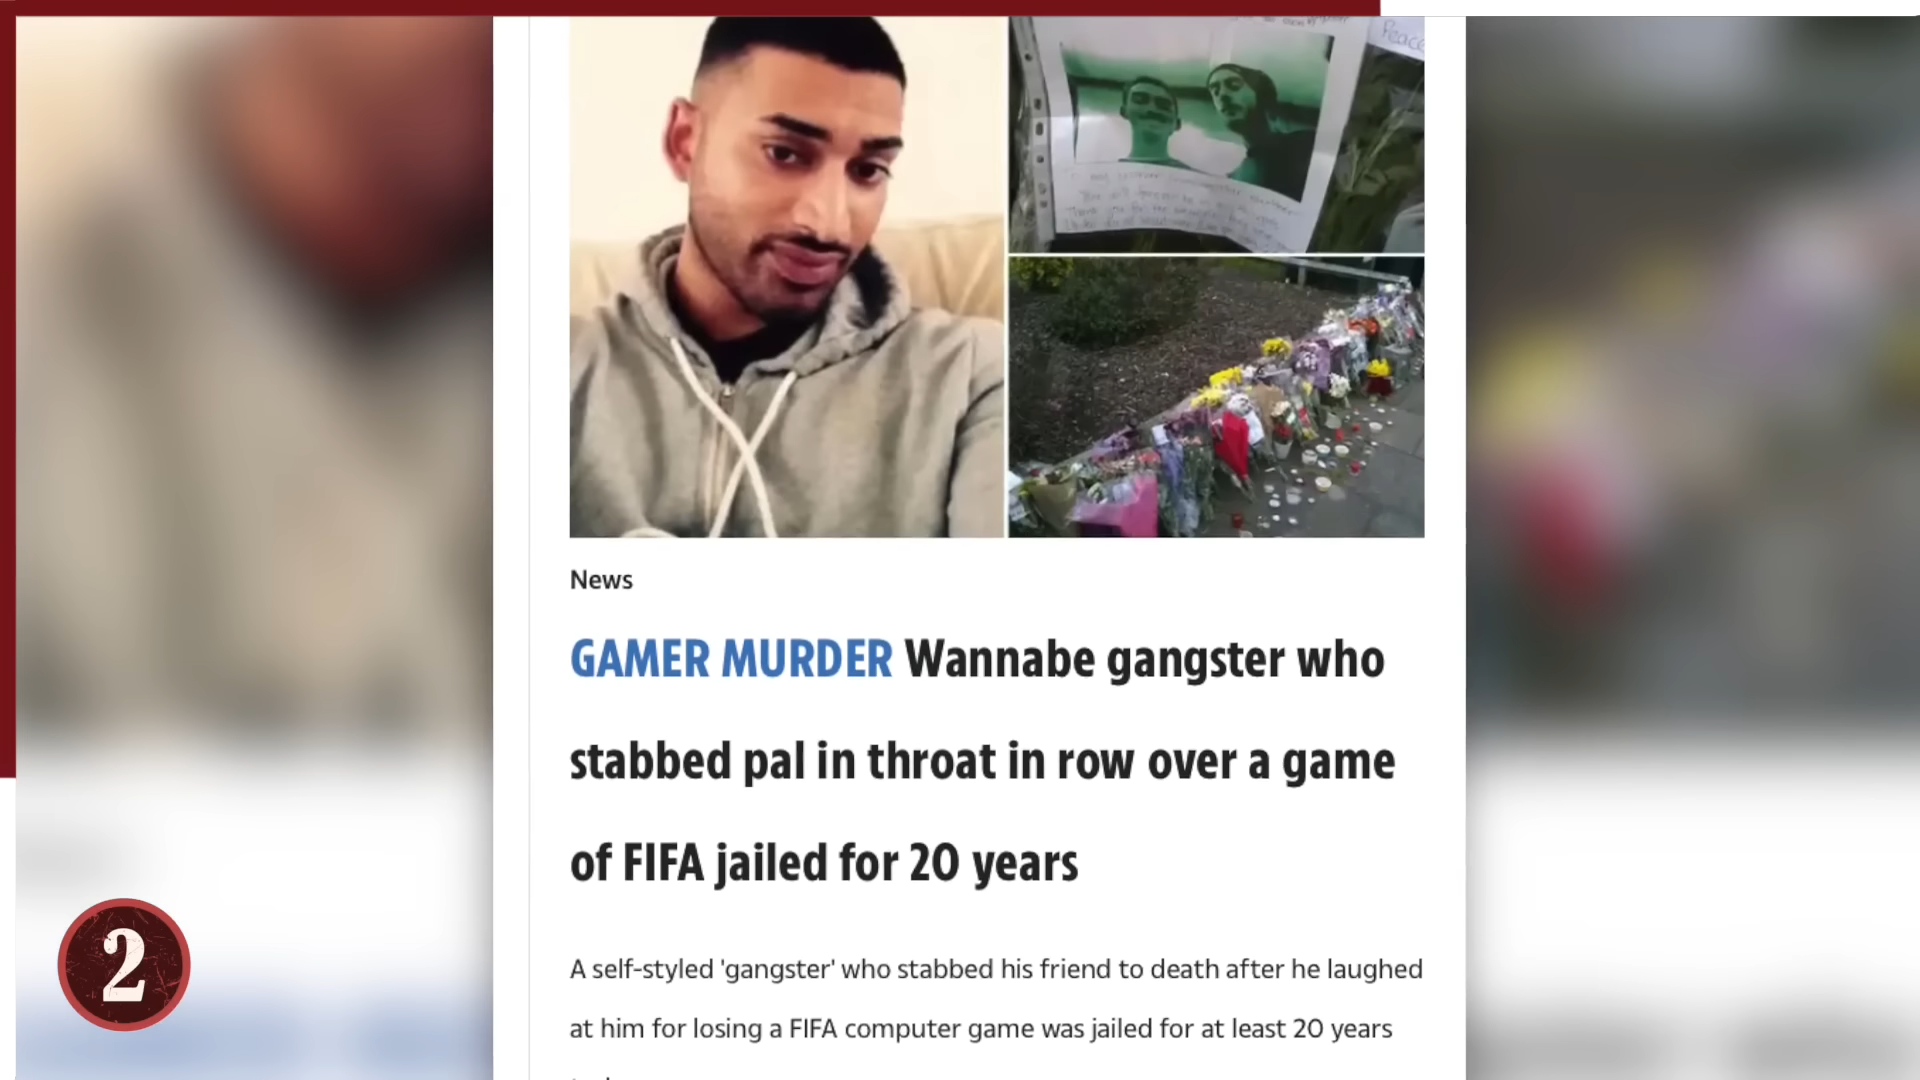 Peace
News
GAMER MURDER Wannabe gangster who
stabbed pal in throat in row over a game
of FIFA jailed for 20 years
A self-styled 'gangster' who stabbed his friend to death after he laughed
at him for losing a FIFA computer game was jailed for at least 20 years
2